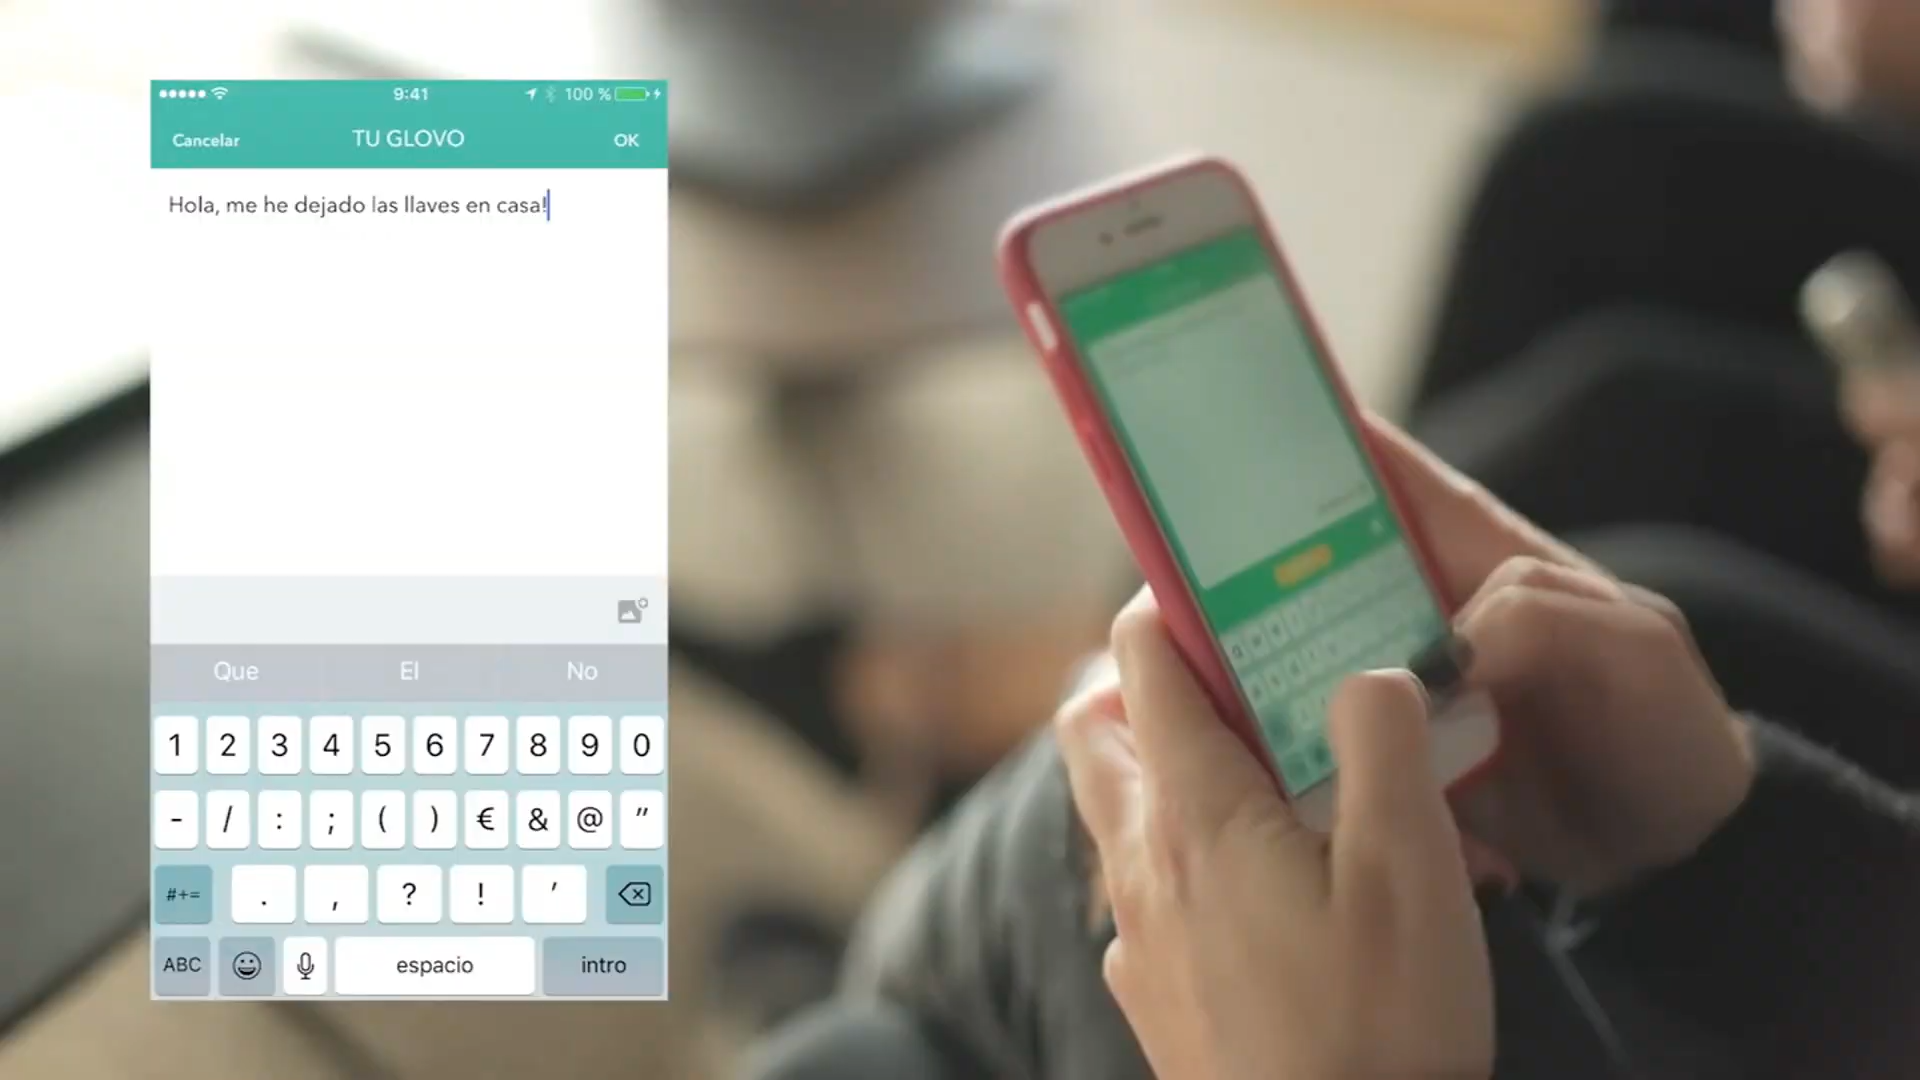 9:41 100 %
Cancelar TU GLOVO OK
Hola, me he dejado las llaves en casa!
Que El No
1 2 3 4 5 6 7 8 9 0
- / : ; ( ) € & @ "
#+= . , ? ! '
ABC espacio intro